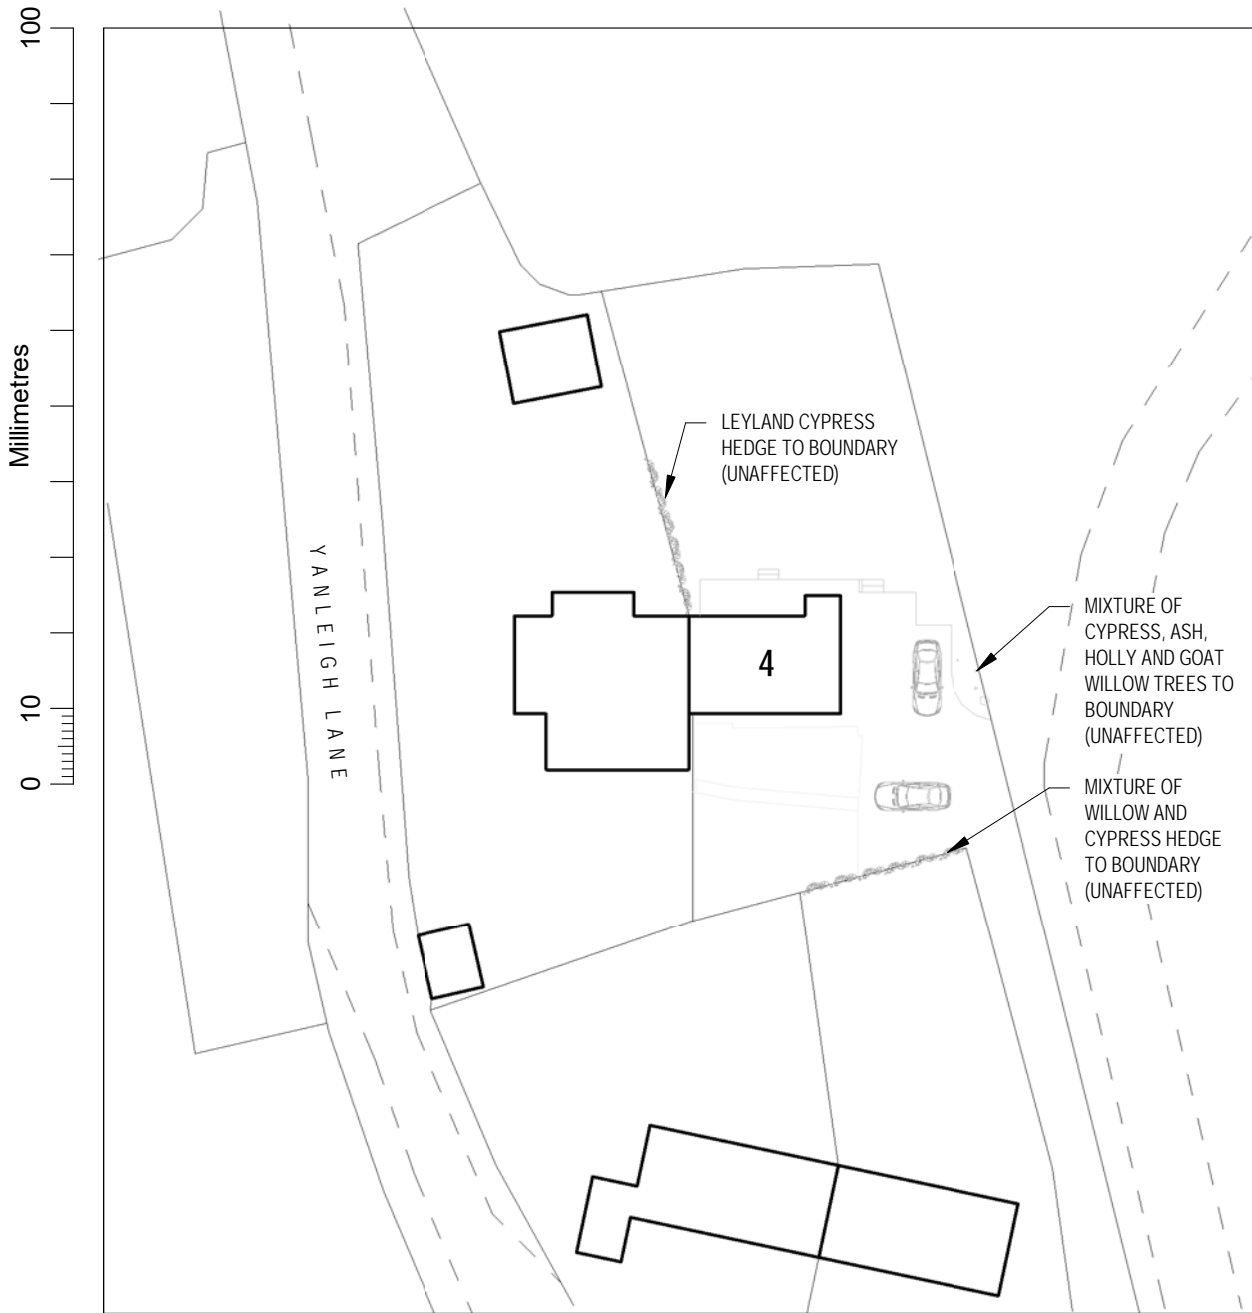 100
Millimetres
10
0
YANLEIGH LANE
LEYLAND CYPRESS
HEDGE TO BOUNDARY
(UNAFFECTED)
4
MIXTURE OF
CYPRESS, ASH,
HOLLY AND GOAT
WILLOW TREES TO
BOUNDARY
(UNAFFECTED)
MIXTURE OF
WILLOW AND
CYPRESS HEDGE
TO BOUNDARY
(UNAFFECTED)